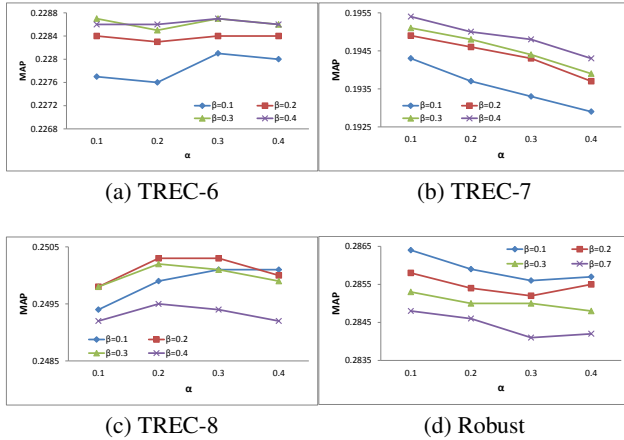 0.2288
0.2284
0.228
0.2276
0.2272
0.2268
MAP
β=0.1 β=0.2
β=0.3 β=0.4
0.1 0.2 0.3 0.4
α
(a) TREC-6
0.1955
0.1945
0.1935
0.1925
MAP
β=0.1 β=0.2
β=0.3 β=0.4
0.1 0.2 0.3 0.4
α
(b) TREC-7
0.2505
0.2495
0.2485
MAP
β=0.1 β=0.2
β=0.3 β=0.4
0.1 0.2 0.3 0.4
α
(c) TREC-8
0.2865
0.2855
0.2845
0.2835
MAP
β=0.1 β=0.2
β=0.3 β=0.7
0.1 0.2 0.3 0.4
α
(d) Robust